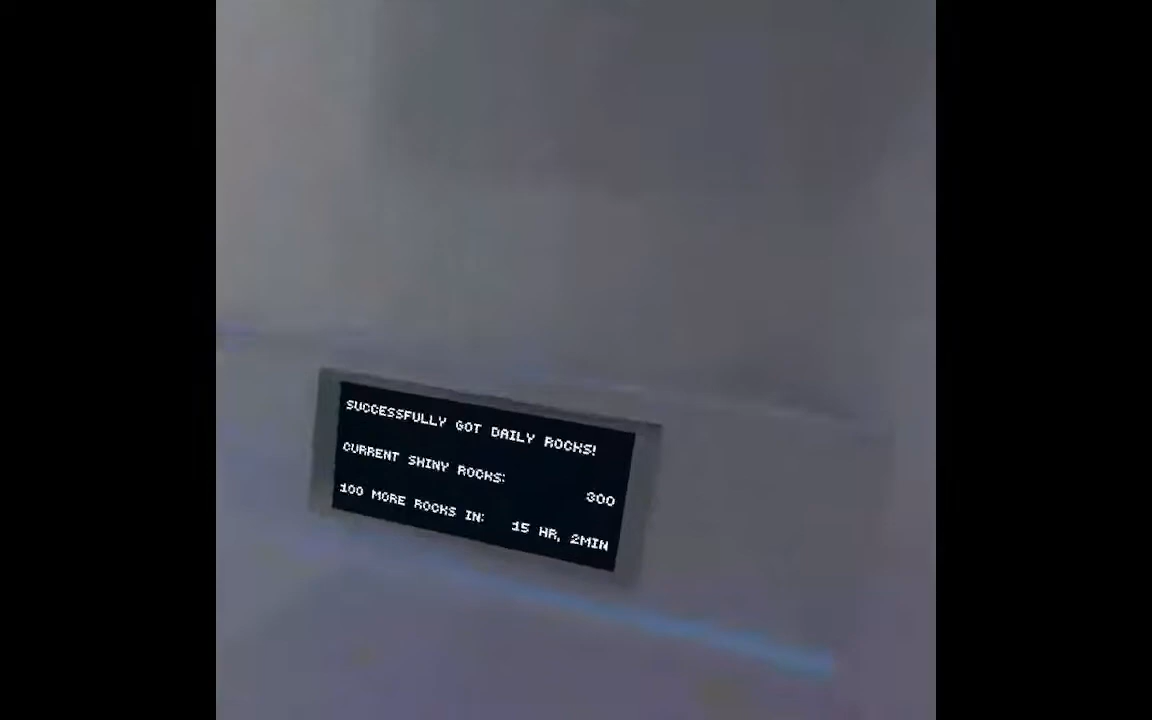 SUCCESSFULLY GOT DAILY ROCKS!
CURRENT SHINY ROCKS:
300
100 MORE ROCKS IN: 15 HR, 2MIN